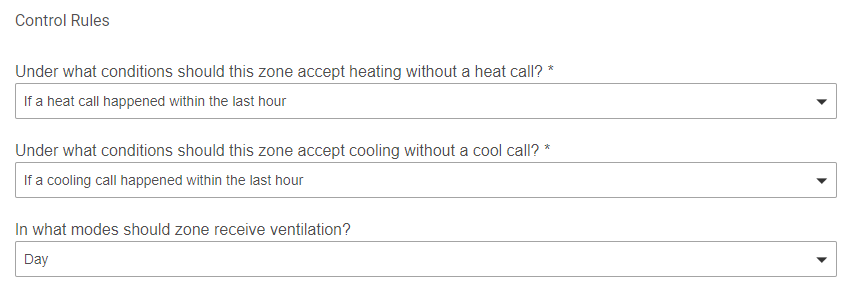 Control Rules
Under what conditions should this zone accept heating without a heat call? *
If a heat call happened within the last hour
Under what conditions should this zone accept cooling without a cool call? *
If a cooling call happened within the last hour
In what modes should zone receive ventilation?
Day